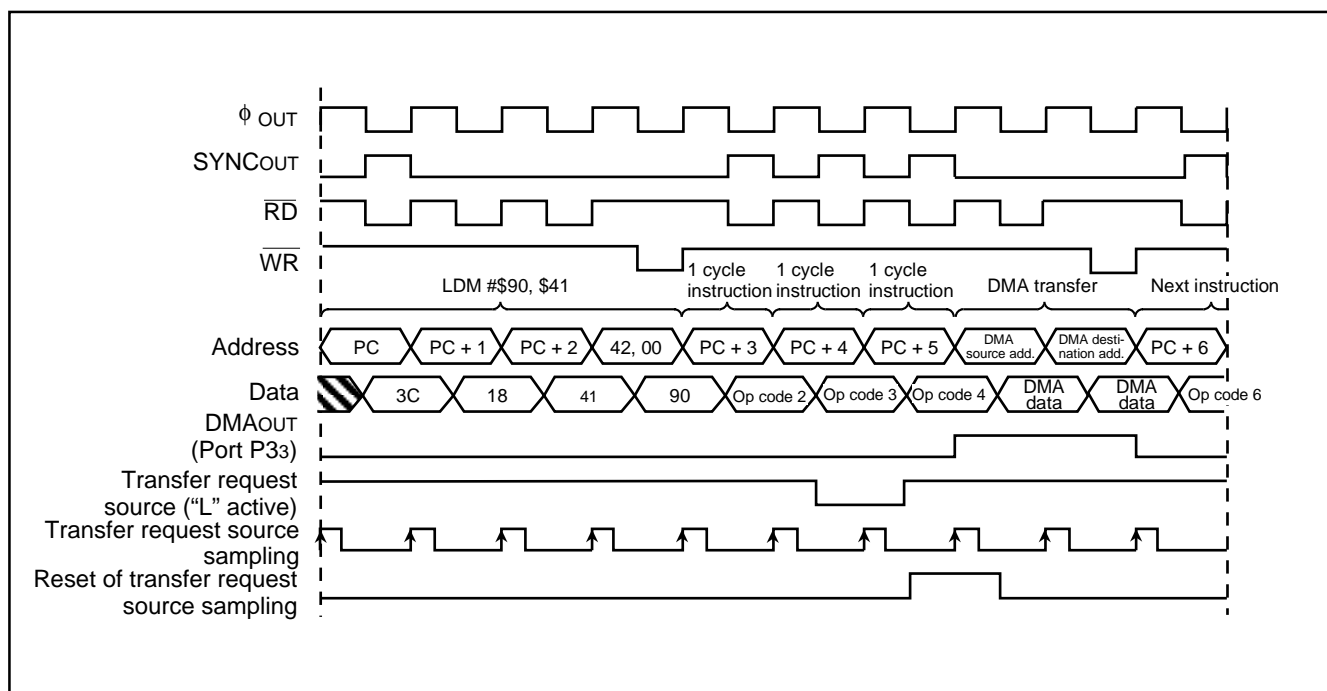 ϕ OUT
SYNCOUT
RD
WR
1 cycle instruction
1 cycle instruction
1 cycle instruction
LDM #$90, $41
DMA transfer
Next instruction
Address
PC
PC + 1
PC + 2
42, 00
PC + 3
PC + 4
PC + 5
DMA source add.
DMA desti-nation add.
PC + 6
Data
3C
18
41
90
Op code 2
Op code 3
Op code 4
DMA data
DMA data
Op code 6
DMAOUT
(Port P33)
Transfer request
source (“L” active)
Transfer request source
sampling
Reset of transfer request
source sampling